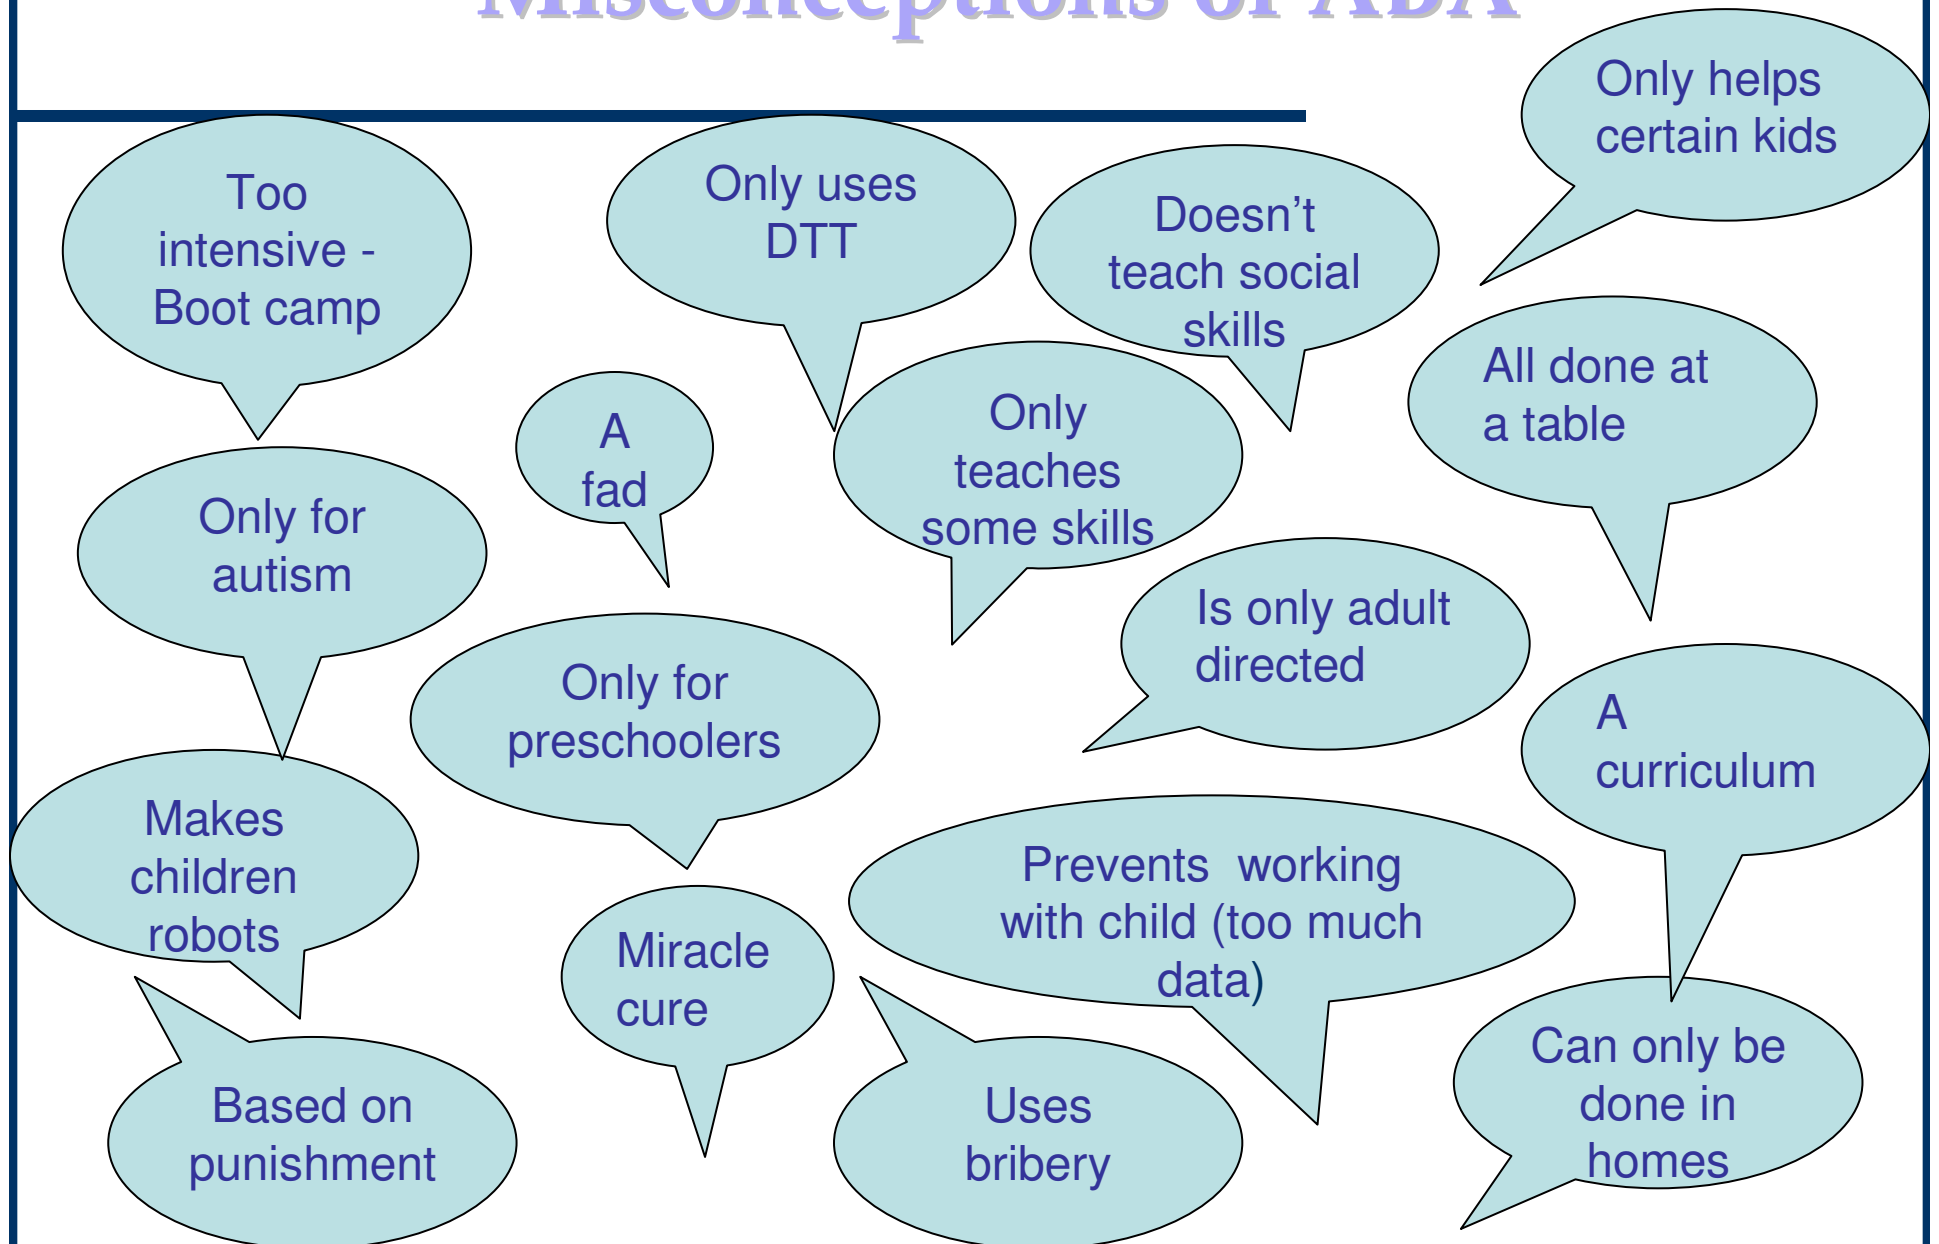 Misconceptions of ABA
Only helps
certain kids
Too
intensive -
Boot camp
Only uses
DTT
Doesn’t
teach social
skills
All done at
a table
A
fad
Only
teaches
some skills
Only for
autism
Is only adult
directed
Only for
preschoolers
A
curriculum
Makes
children
robots
Prevents  working
with child (too much
data)
Miracle
cure
Can only be
done in
homes
Based on
punishment
Uses
bribery